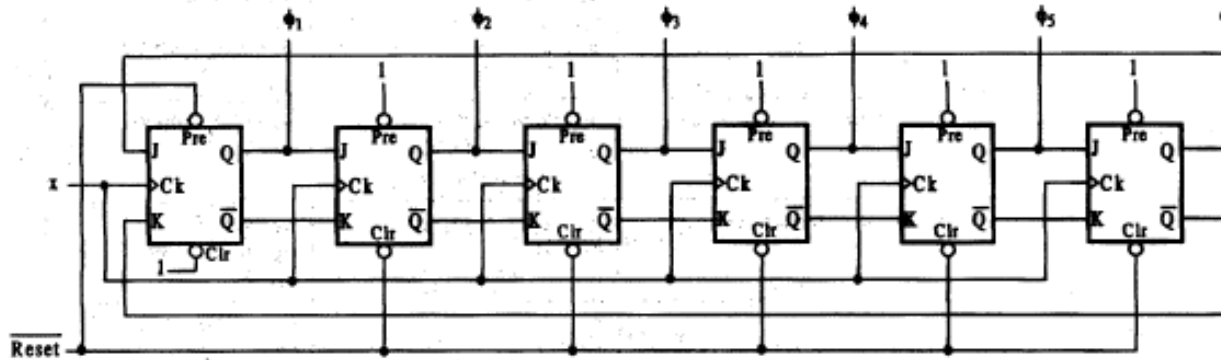 ϕ1 ϕ2 ϕ3 ϕ4 ϕ5
1 1 1 1 1
Pre Pre Pre Pre Pre Pre
J Q J Q J Q J Q J Q J Q
x Ck Ck Ck Ck Ck Ck
K Q̅ K Q̅ K Q̅ K Q̅ K Q̅ K Q̅
1 Clr Clr Clr Clr Clr Clr
R̅e̅s̅e̅t̅